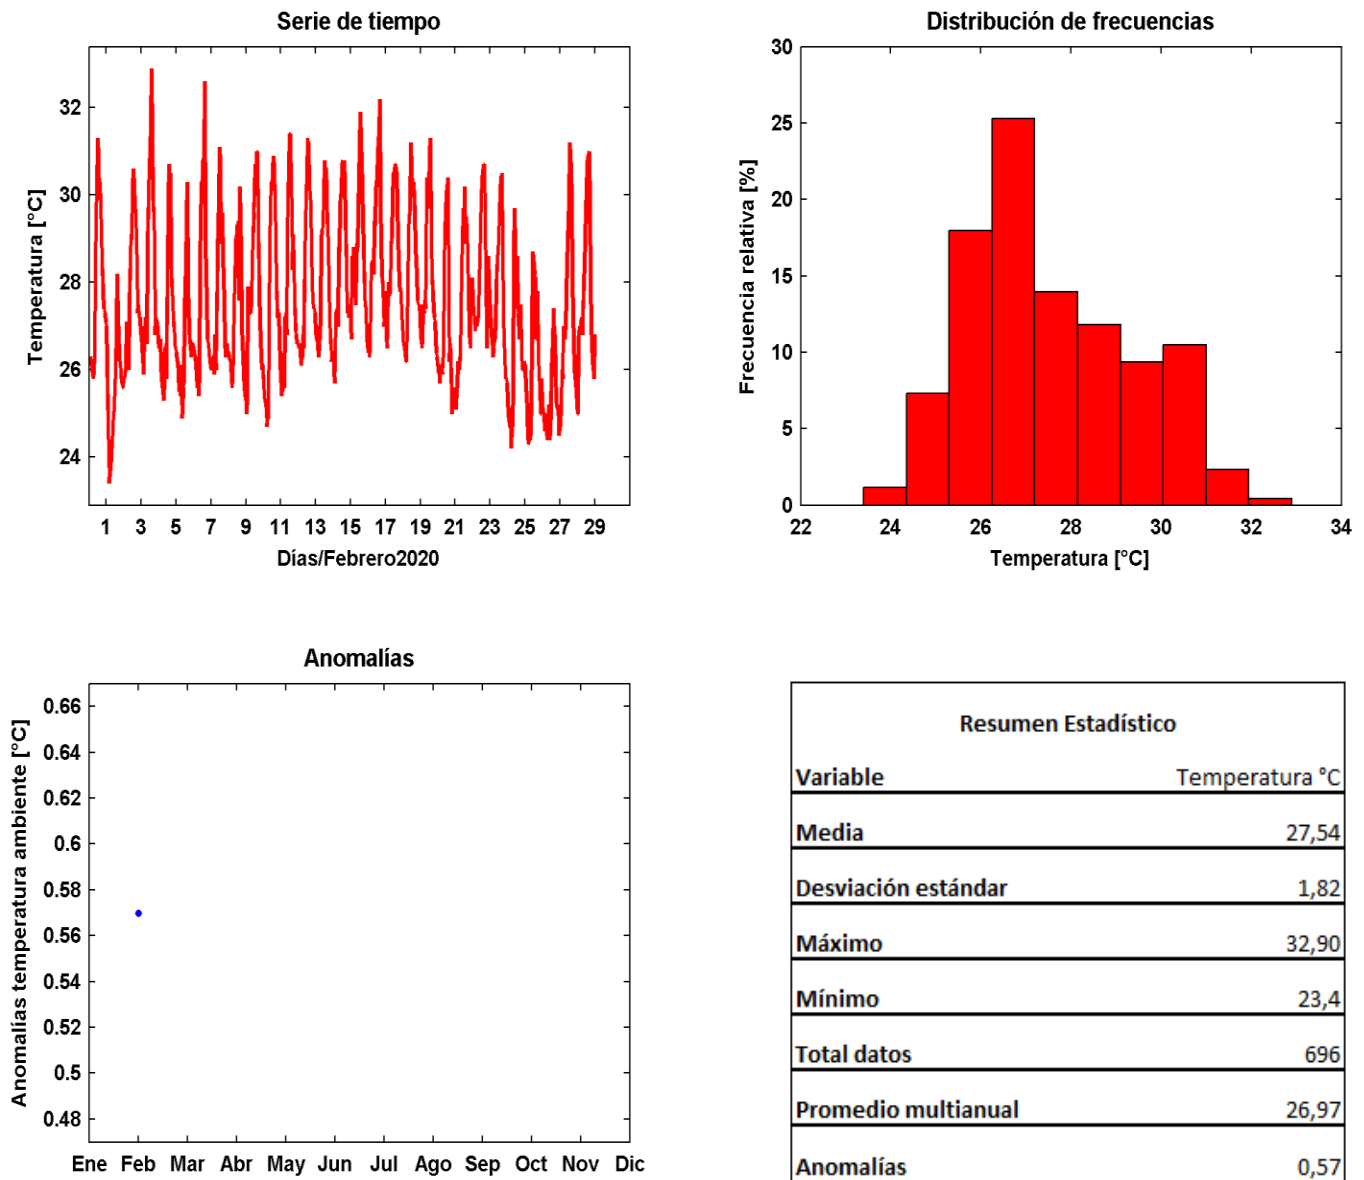 Serie de tiempo
Temperatura [°C]
32
30
28
26
24
1 3 5 7 9 11 13 15 17 19 21 23 25 27 29
Días/Febrero2020
Distribución de frecuencias
Frecuencia relativa [%]
30
25
20
15
10
5
0
22 24 26 28 30 32 34
Temperatura [°C]
Anomalías
Anomalías temperatura ambiente [°C]
0.66
0.64
0.62
0.6
0.58
0.56
0.54
0.52
0.5
0.48
Ene Feb Mar Abr May Jun Jul Ago Sep Oct Nov Dic
Resumen Estadístico
Variable Temperatura °C
Media 27,54
Desviación estándar 1,82
Máximo 32,90
Mínimo 23,4
Total datos 696
Promedio multianual 26,97
Anomalías 0,57